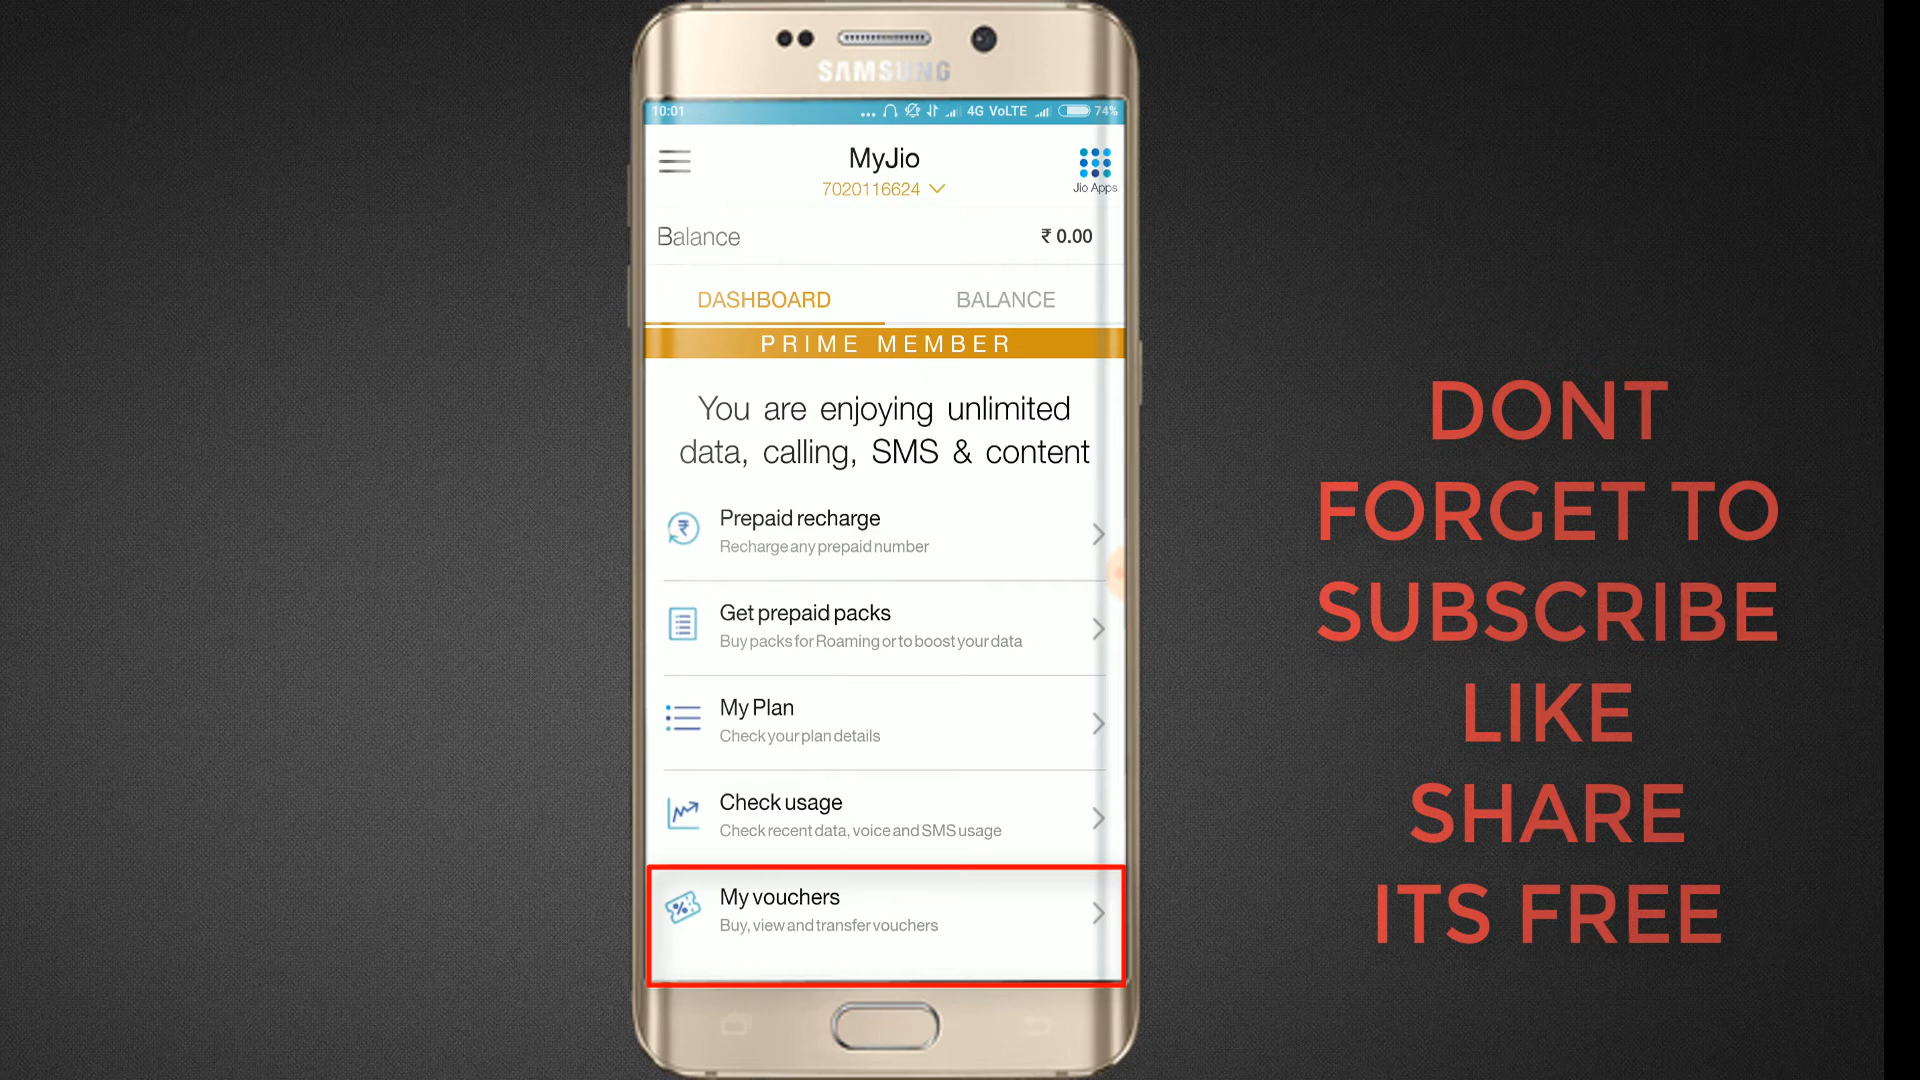 SAMSUNG
10:01
4G VoLTE
74%
MyJio
7020116624
Jio Apps
Balance
₹ 0.00
DASHBOARD
BALANCE
PRIME MEMBER
You are enjoying unlimited
data, calling, SMS & content
Prepaid recharge
Recharge any prepaid number
Get prepaid packs
Buy packs for Roaming or to boost your data
My Plan
Check your plan details
Check usage
Check recent data, voice and SMS usage
My vouchers
Buy, view and transfer vouchers
DONT
FORGET TO
SUBSCRIBE
LIKE
SHARE
ITS FREE